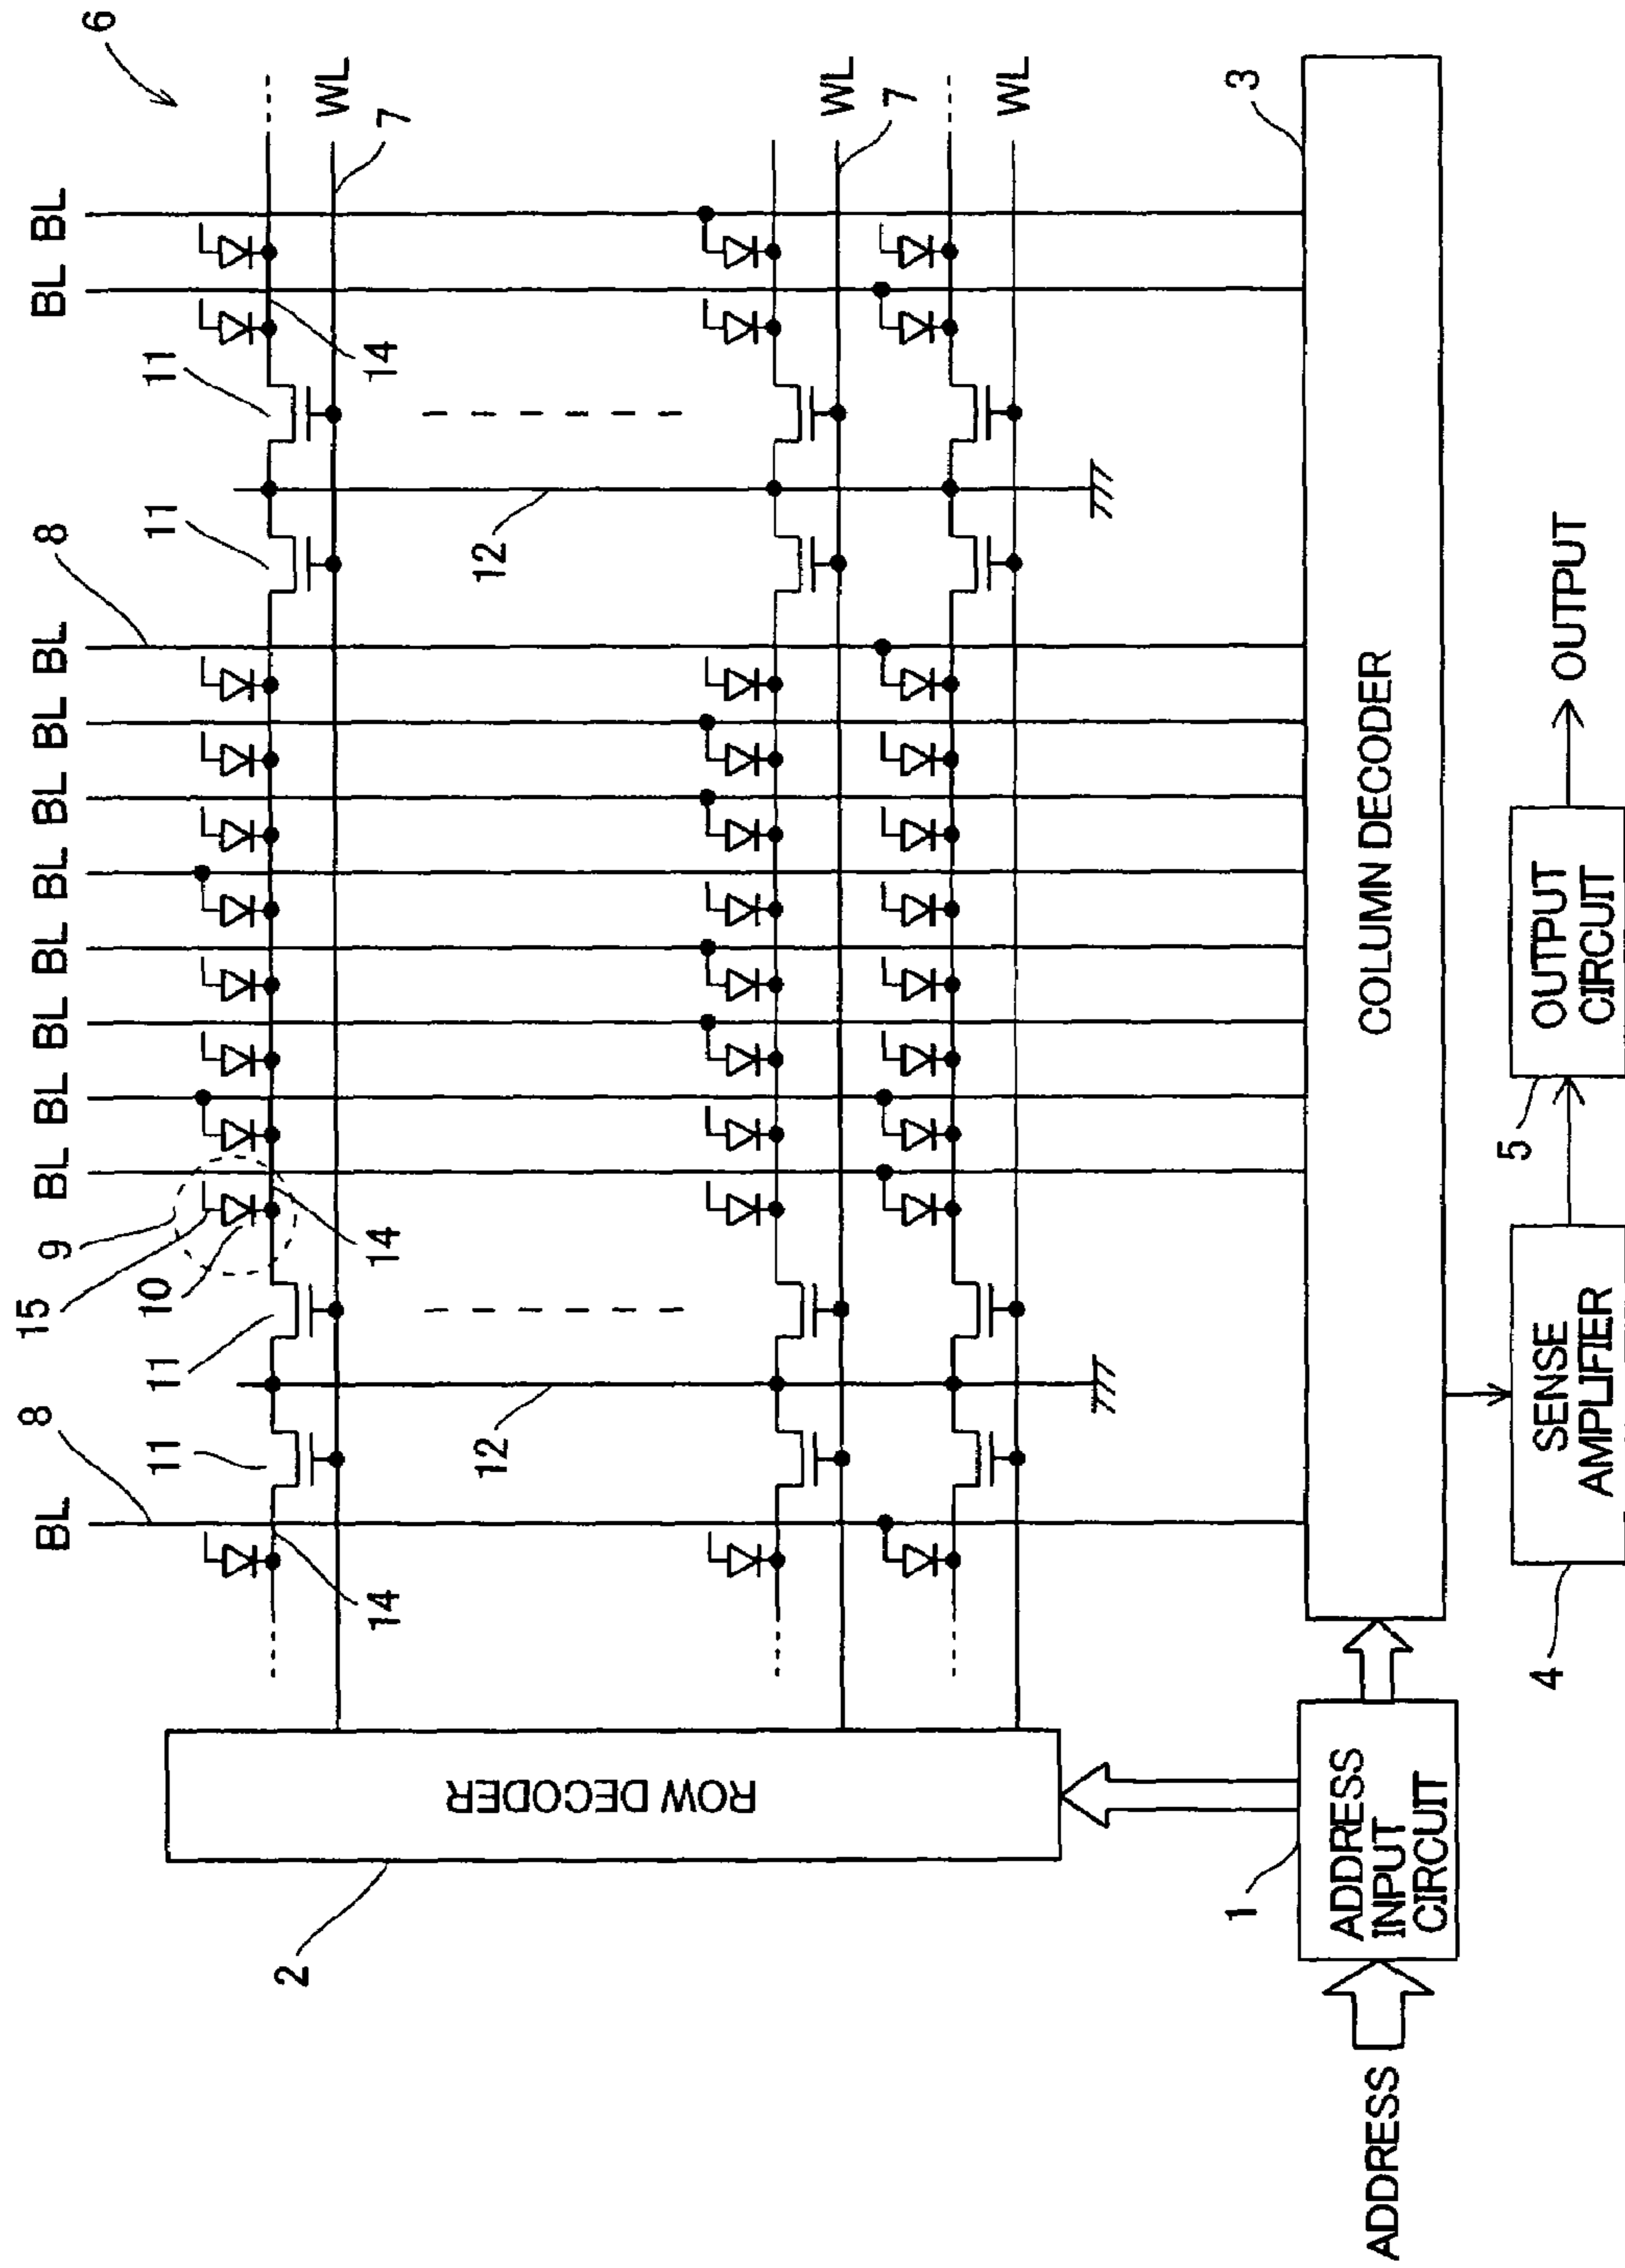 BL
8
15
9
BL BL BL BL BL BL BL BL
8
BL BL
6
11
11
10
11
11
2
WL
14
14
14
7
12
12
ROW DECODER
WL
7
WL
1
3
ADDRESS
ADDRESS
INPUT
CIRCUIT
COLUMN DECODER
4
SENSE
AMPLIFIER
5
OUTPUT
CIRCUIT
OUTPUT